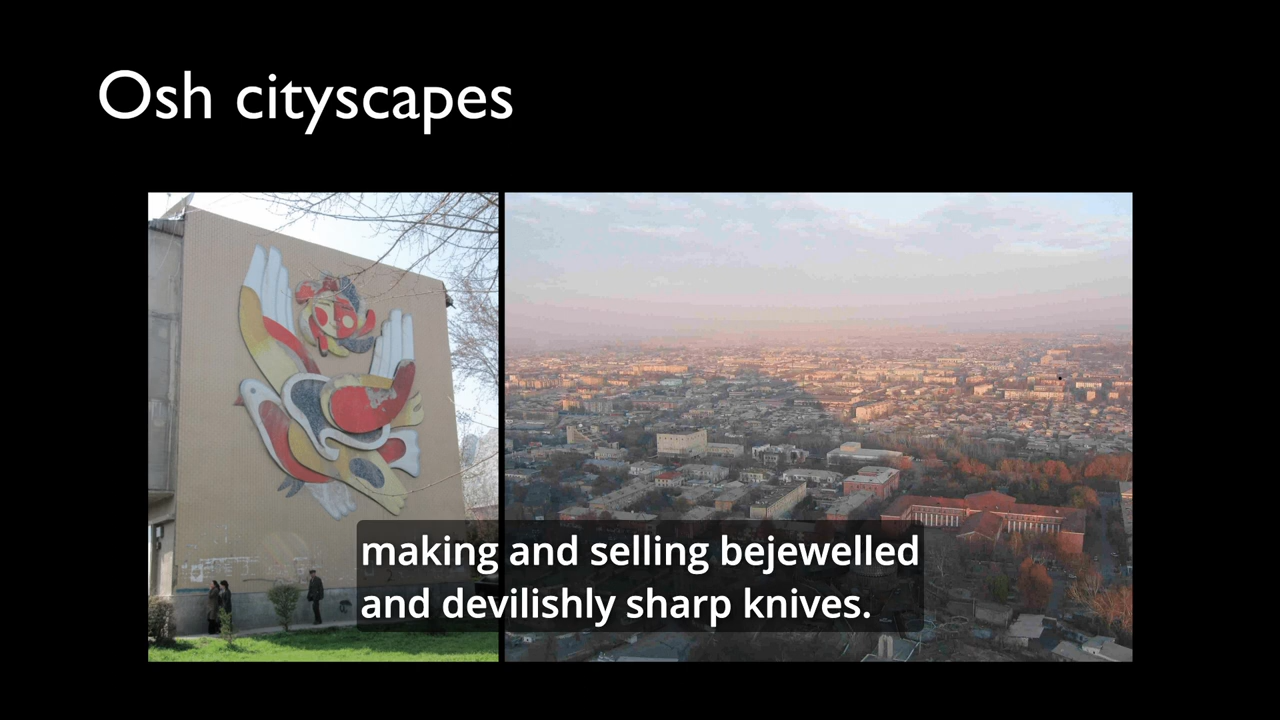 Osh cityscapes
making and selling bejewelled
and devilishly sharp knives.